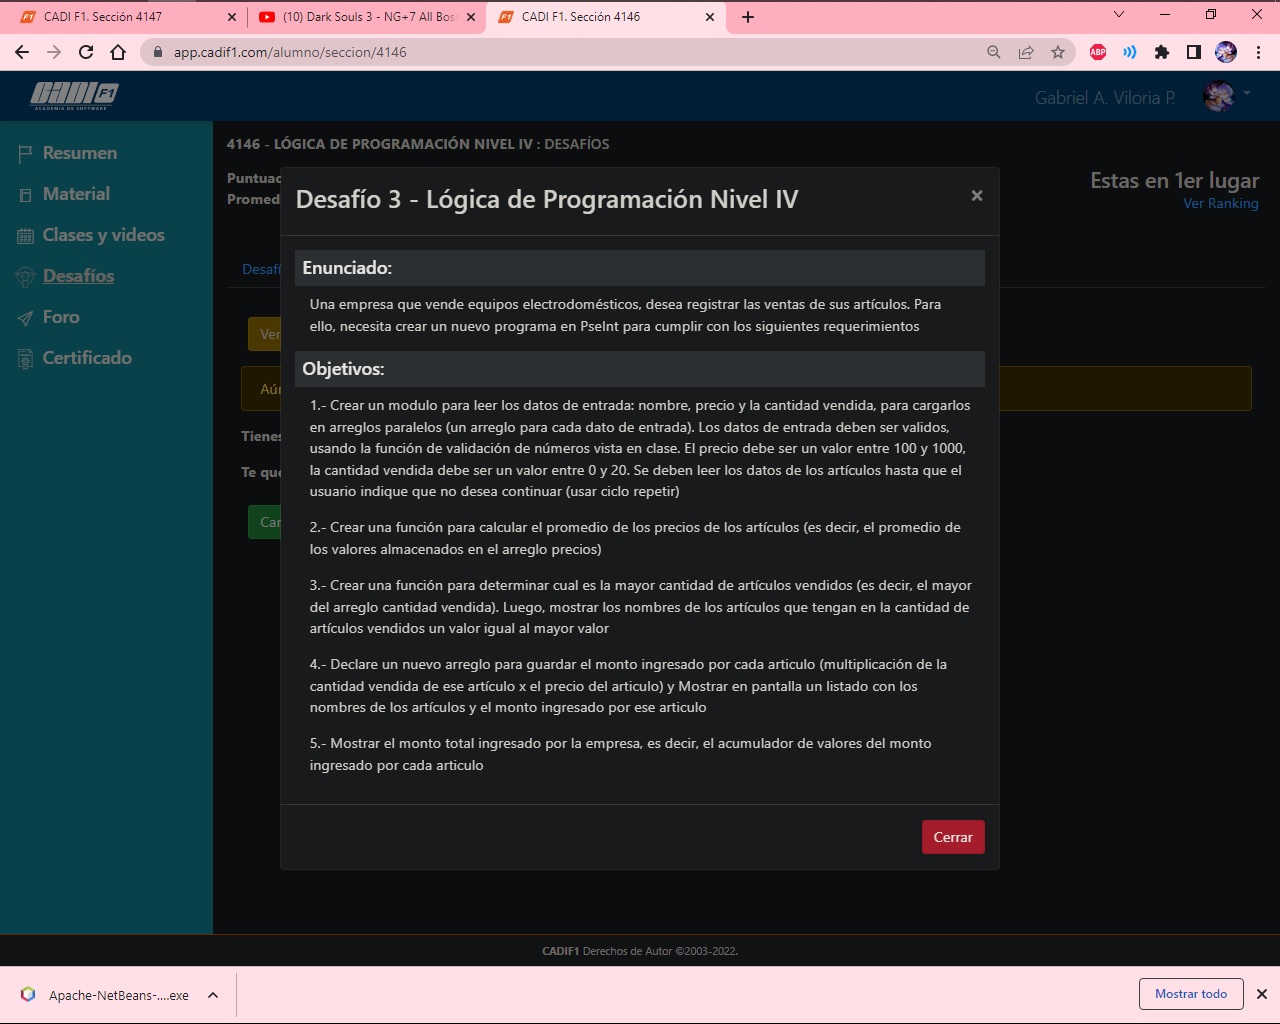 CADI F1. Sección 4147
(10) Dark Souls 3 - NG+7 All Bos
CADI F1. Sección 4146
app.cadif1.com/alumno/seccion/4146
ABP
CADI F1
ACADEMIA DE SOFTWARE
Gabriel A. Viloria P.
Resumen
Material
Clases y videos
Desafíos
Foro
Certificado
4146 - LÓGICA DE PROGRAMACIÓN NIVEL IV : DESAFÍOS
Puntuac
Promed
Estas en 1er lugar
Ver Ranking
Desafí
Ver
Aún
Tienes
Te que
Car
Desafío 3 - Lógica de Programación Nivel IV
×
Enunciado:
Una empresa que vende equipos electrodomésticos, desea registrar las ventas de sus artículos. Para
ello, necesita crear un nuevo programa en PseInt para cumplir con los siguientes requerimientos
Objetivos:
1.- Crear un modulo para leer los datos de entrada: nombre, precio y la cantidad vendida, para cargarlos
en arreglos paralelos (un arreglo para cada dato de entrada). Los datos de entrada deben ser validos,
usando la función de validación de números vista en clase. El precio debe ser un valor entre 100 y 1000,
la cantidad vendida debe ser un valor entre 0 y 20. Se deben leer los datos de los artículos hasta que el
usuario indique que no desea continuar (usar ciclo repetir)
2.- Crear una función para calcular el promedio de los precios de los artículos (es decir, el promedio de
los valores almacenados en el arreglo precios)
3.- Crear una función para determinar cual es la mayor cantidad de artículos vendidos (es decir, el mayor
del arreglo cantidad vendida). Luego, mostrar los nombres de los artículos que tengan en la cantidad de
artículos vendidos un valor igual al mayor valor
4.- Declare un nuevo arreglo para guardar el monto ingresado por cada articulo (multiplicación de la
cantidad vendida de ese artículo x el precio del articulo) y Mostrar en pantalla un listado con los
nombres de los artículos y el monto ingresado por ese articulo
5.- Mostrar el monto total ingresado por la empresa, es decir, el acumulador de valores del monto
ingresado por cada articulo
Cerrar
CADIF1 Derechos de Autor ©2003-2022.
Apache-NetBeans-....exe
Mostrar todo